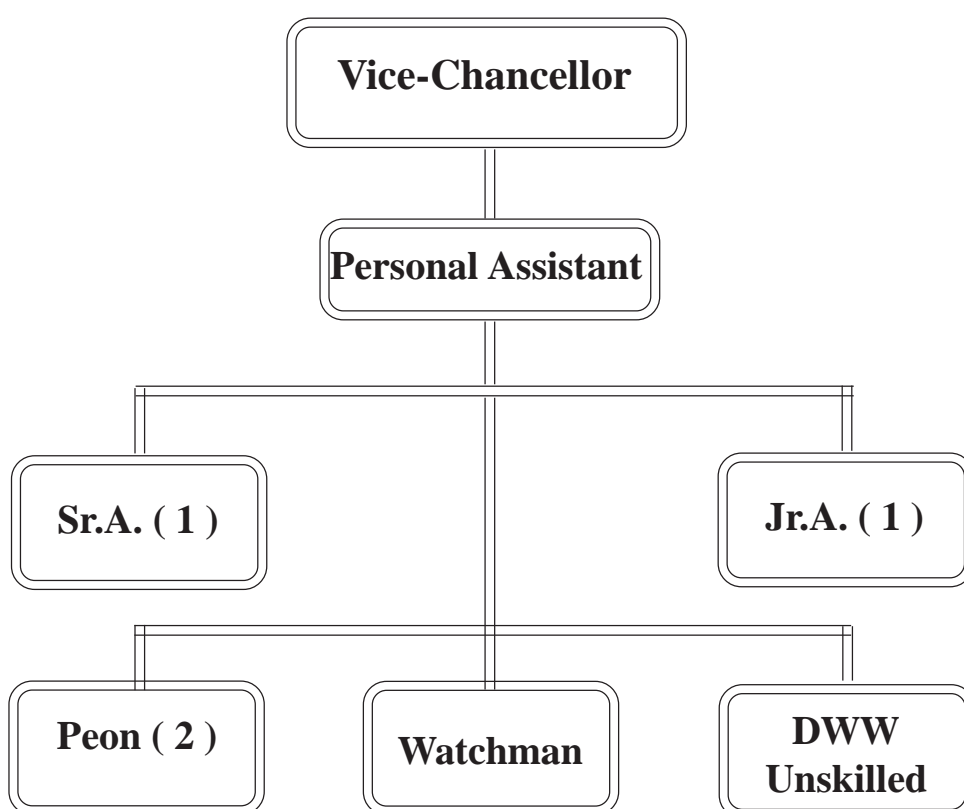 Vice-Chancellor
Personal Assistant
Sr.A. ( 1 )
Jr.A. ( 1 )
Peon ( 2 )
Watchman
DWW
Unskilled